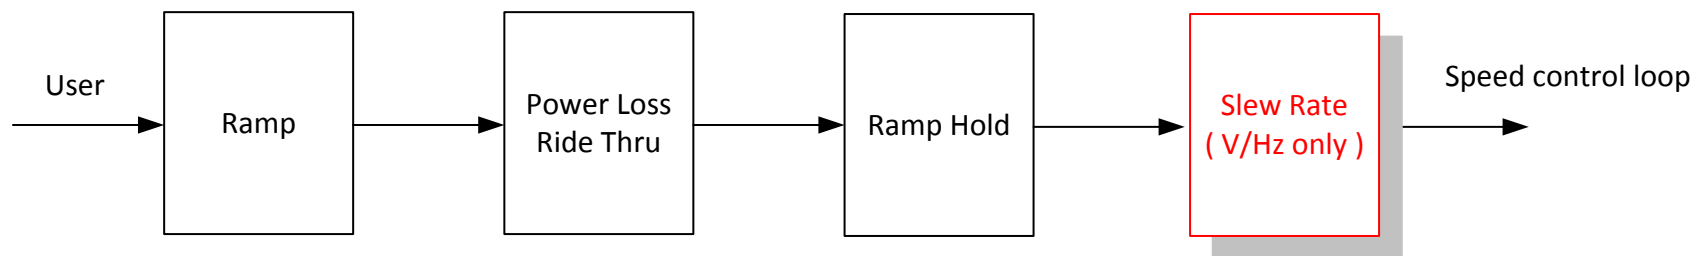 User
Ramp
Power Loss
Ride Thru
Ramp Hold
Slew Rate
( V/Hz only )
Speed control loop